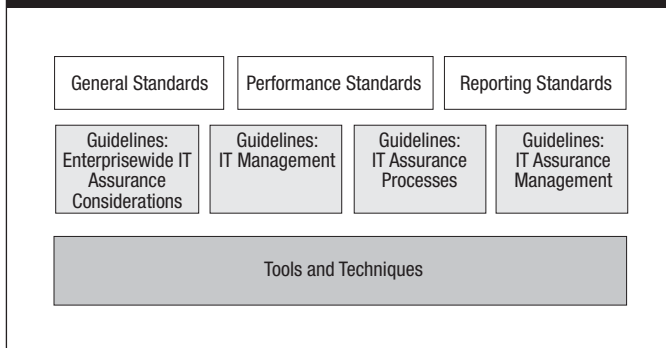 General Standards
Performance Standards
Reporting Standards
Guidelines:
Enterprisewide IT
Assurance
Considerations
Guidelines:
IT Management
Guidelines:
IT Assurance
Processes
Guidelines:
IT Assurance
Management
Tools and Techniques